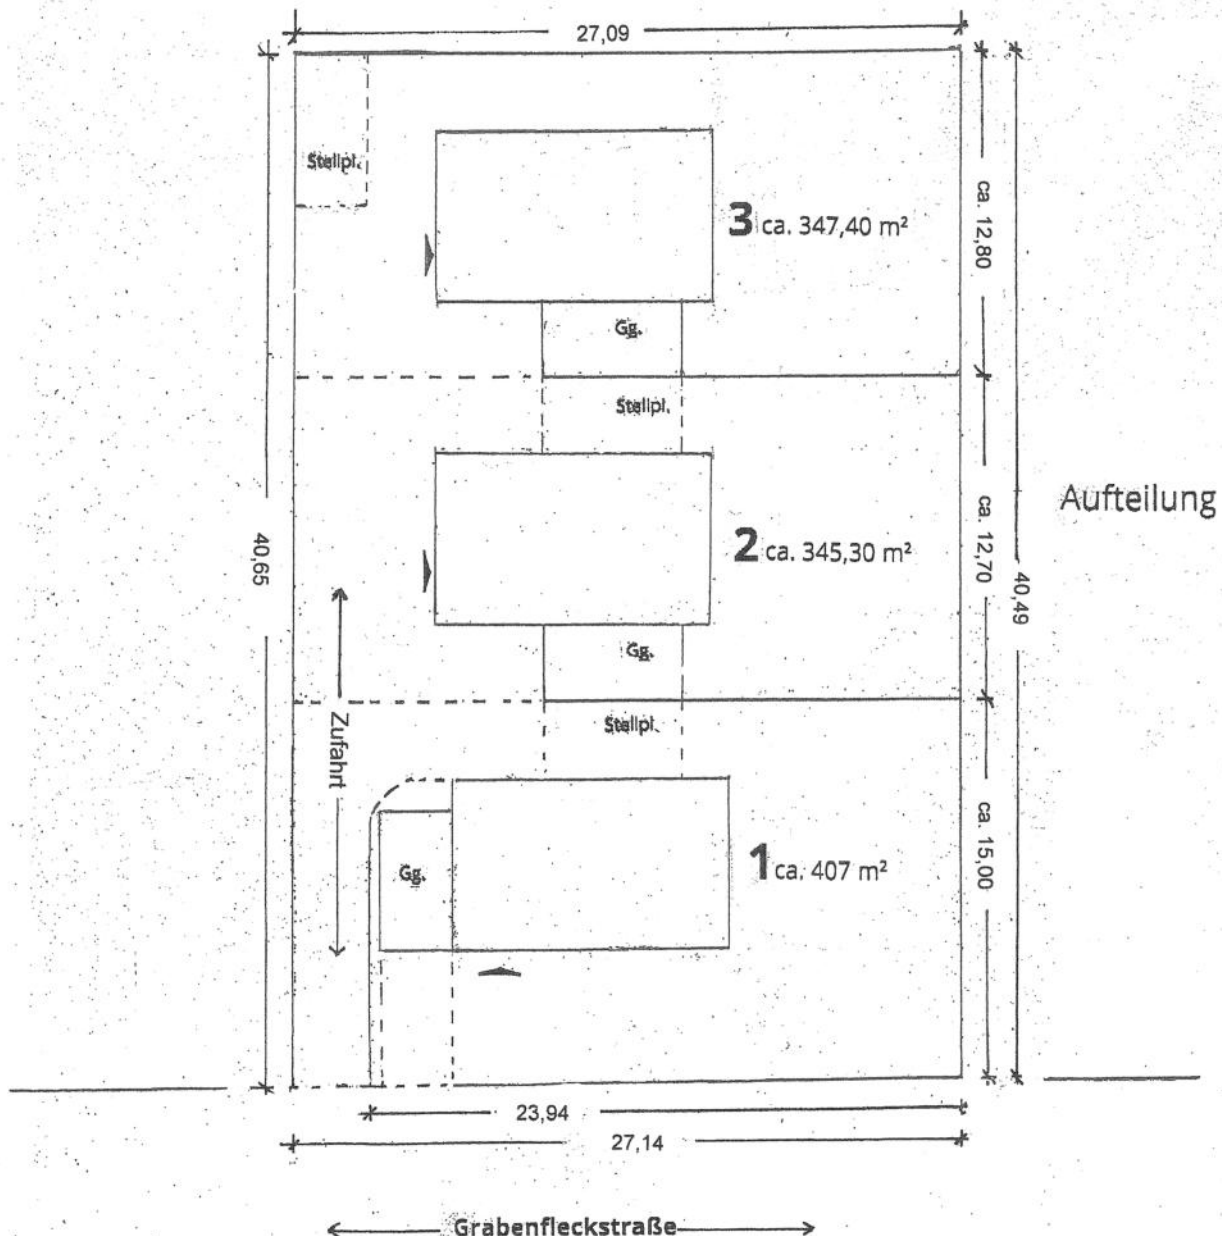 27,09
Stellpl.
3 ca. 347,40 m²
ca. 12,80
Gg.
Stellpl.
Aufteilung
2 ca. 345,30 m²
ca. 12,70
40,65
40,49
Gg.
Stellpl.
Zufahrt
1 ca. 407 m²
ca. 15,00
Gg.
23,94
27,14
Grabenfleckstraße